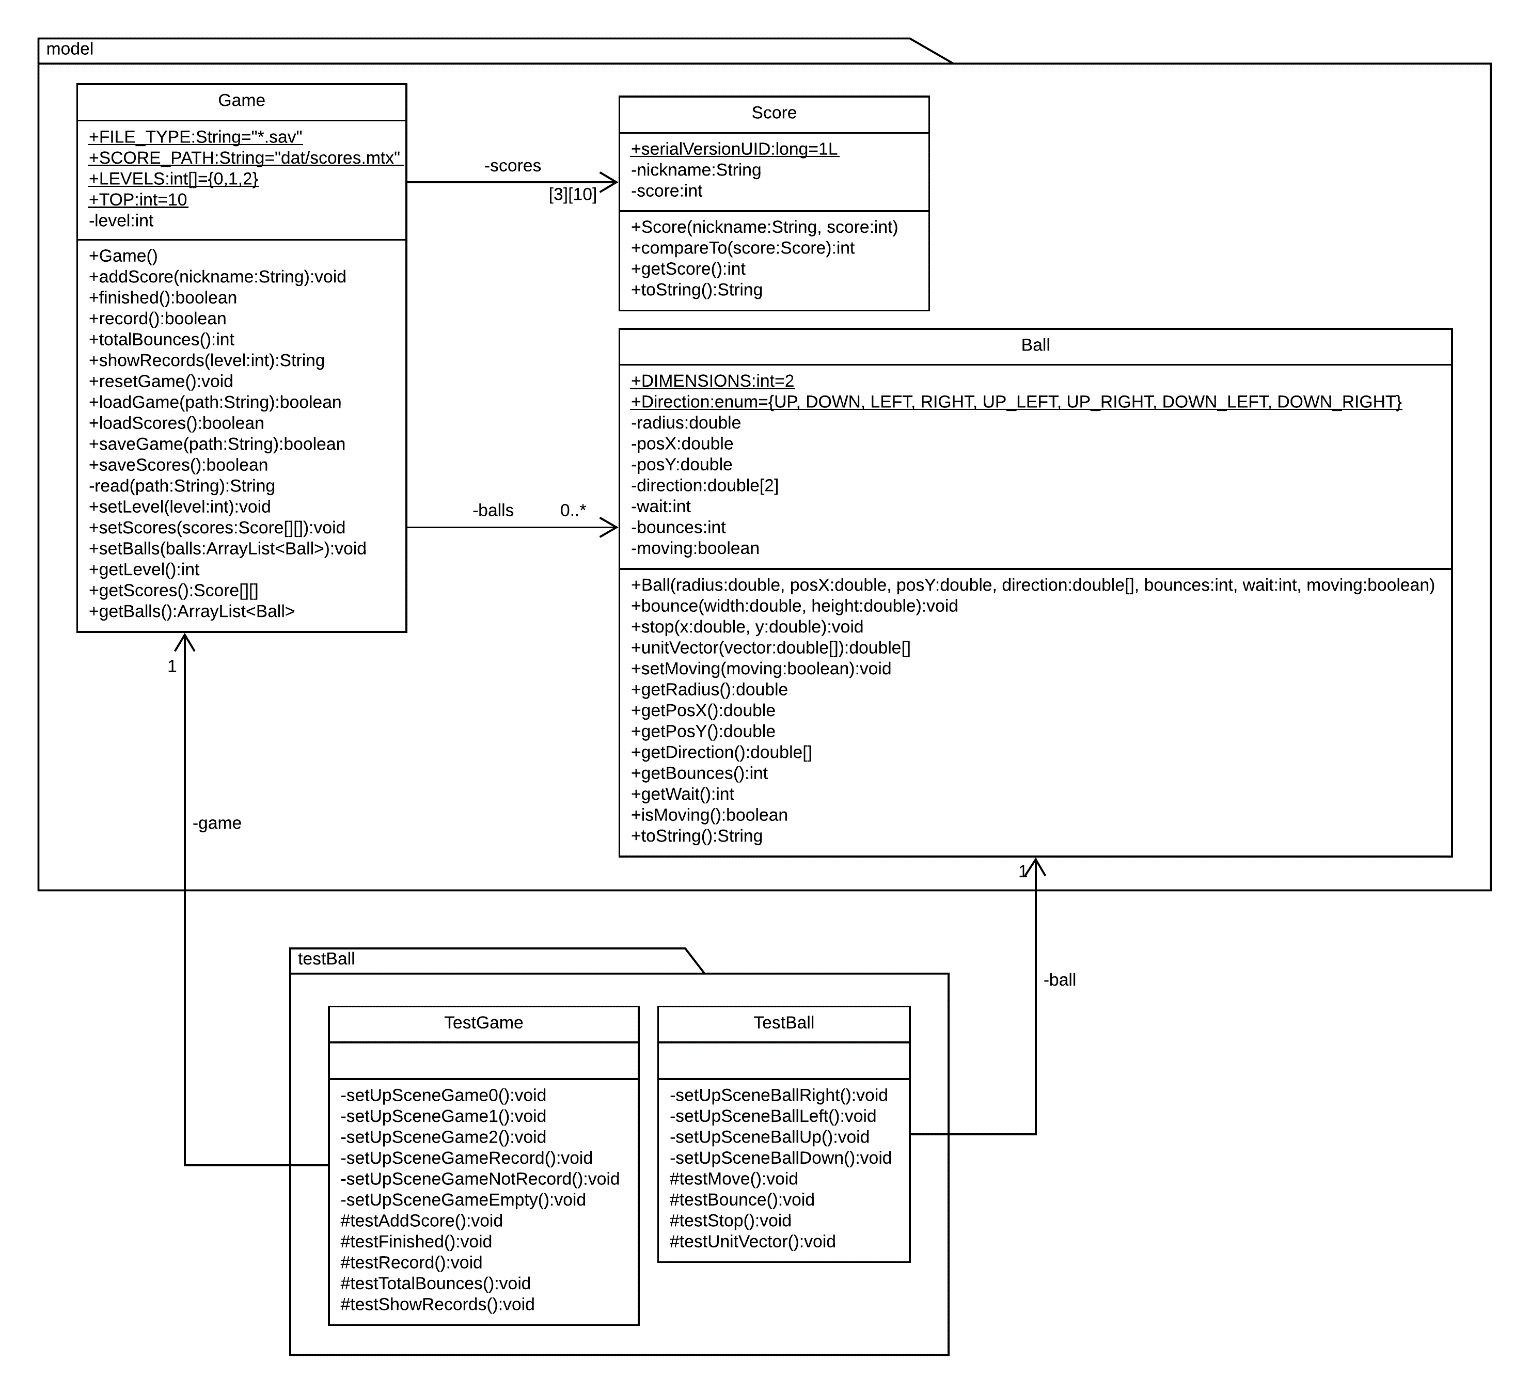 model
Game
+FILE_TYPE:String="*.sav"
+SCORE_PATH:String="dat/scores.mtx"
+LEVELS:int[]={0,1,2}
+TOP:int=10
-level:int
+Game()
+addScore(nickname:String):void
+finished():boolean
+record():boolean
+totalBounces():int
+showRecords(level:int):String
+resetGame():void
+loadGame(path:String):boolean
+loadScores():boolean
+saveGame(path:String):boolean
+saveScores():boolean
-read(path:String):String
+setLevel(level:int):void
+setScores(scores:Score[][]):void
+setBalls(balls:ArrayList<Ball>):void
+getLevel():int
+getScores():Score[][]
+getBalls():ArrayList<Ball>
-scores
[3][10]
Score
+serialVersionUID:long=1L
-nickname:String
-score:int
+Score(nickname:String, score:int)
+compareTo(score:Score):int
+getScore():int
+toString():String
-balls
0..*
Ball
+DIMENSIONS:int=2
+Direction:enum={UP, DOWN, LEFT, RIGHT, UP_LEFT, UP_RIGHT, DOWN_LEFT, DOWN_RIGHT}
-radius:double
-posX:double
-posY:double
-direction:double[2]
-wait:int
-bounces:int
-moving:boolean
+Ball(radius:double, posX:double, posY:double, direction:double[], bounces:int, wait:int, moving:boolean)
+bounce(width:double, height:double):void
+stop(x:double, y:double):void
+unitVector(vector:double[]):double[]
+setMoving(moving:boolean):void
+getRadius():double
+getPosX():double
+getPosY():double
+getDirection():double[]
+getBounces():int
+getWait():int
+isMoving():boolean
+toString():String
1
-game
1
-ball
testBall
TestGame
-setUpSceneGame0():void
-setUpSceneGame1():void
-setUpSceneGame2():void
-setUpSceneGameRecord():void
-setUpSceneGameNotRecord():void
-setUpSceneGameEmpty():void
#testAddScore():void
#testFinished():void
#testRecord():void
#testTotalBounces():void
#testShowRecords():void
TestBall
-setUpSceneBallRight():void
-setUpSceneBallLeft():void
-setUpSceneBallUp():void
-setUpSceneBallDown():void
#testMove():void
#testBounce():void
#testStop():void
#testUnitVector():void